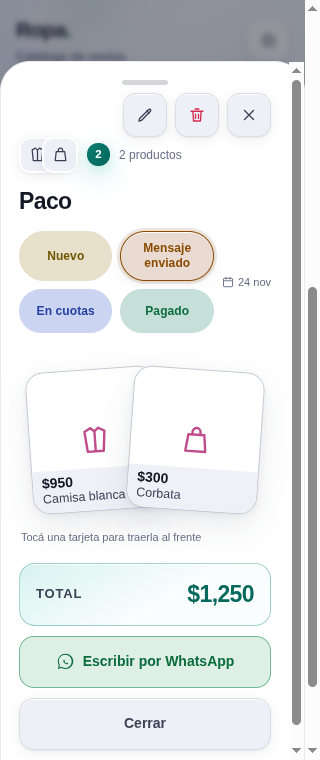 Ropa.
2
2 productos
Paco
Nuevo
Mensaje
enviado
24 nov
En cuotas
Pagado
$950
Camisa blanca
$300
Corbata
Tocá una tarjeta para traerla al frente
TOTAL
$1,250
Escribir por WhatsApp
Cerrar